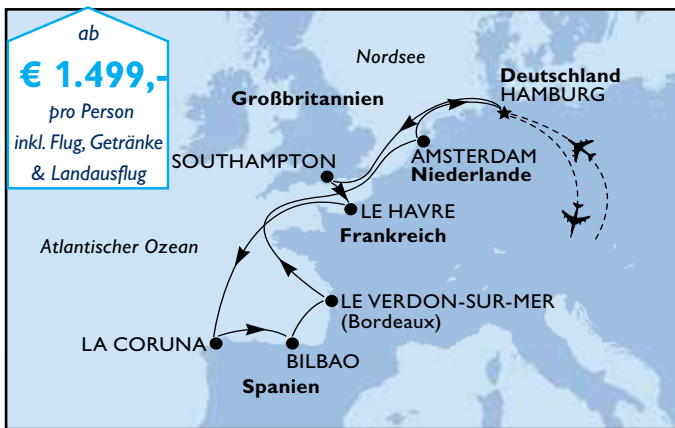 ab
€ 1.499,-
pro Person
inkl. Flug, Getränke
& Landausflug
Nordsee
Deutschland
HAMBURG
Großbritannien
SOUTHAMPTON
AMSTERDAM
Niederlande
LE HAVRE
Frankreich
Atlantischer Ozean
LE VERDON-SUR-MER
(Bordeaux)
LA CORUNA
BILBAO
Spanien